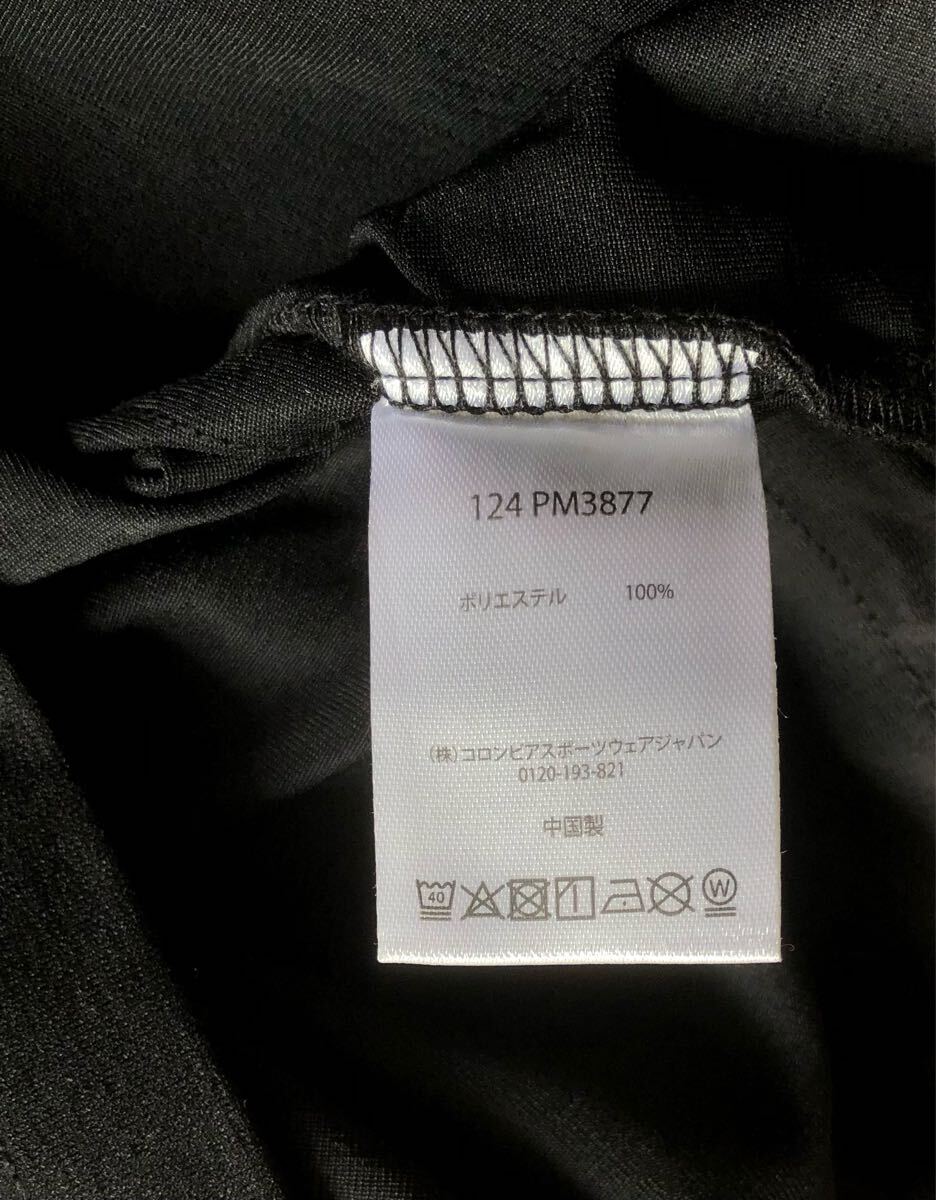 124 PM3877
ポリエステル 100%
(株)コロンビアスポーツウェアジャパン
0120-193-821
中国製
40 W